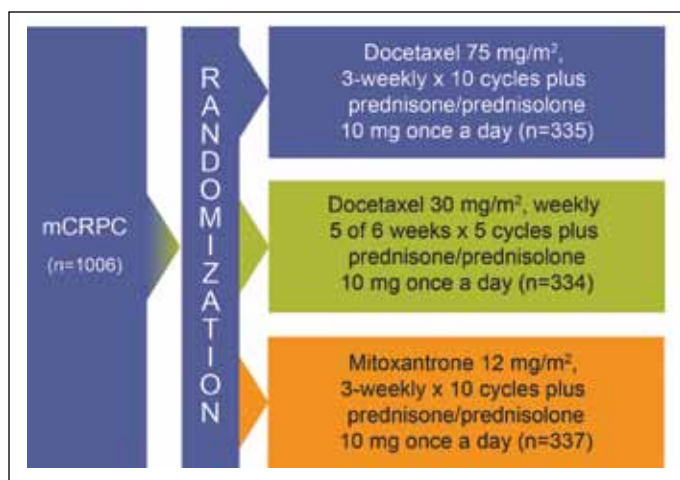 mCRPC
(n=1006)
RANDOMIZATION
Docetaxel 75 mg/m²,
3-weekly x 10 cycles plus
prednisone/prednisolone
10 mg once a day (n=335)
Docetaxel 30 mg/m², weekly
5 of 6 weeks x 5 cycles plus
prednisone/prednisolone
10 mg once a day (n=334)
Mitoxantrone 12 mg/m²,
3-weekly x 10 cycles plus
prednisone/prednisolone
10 mg once a day (n=337)